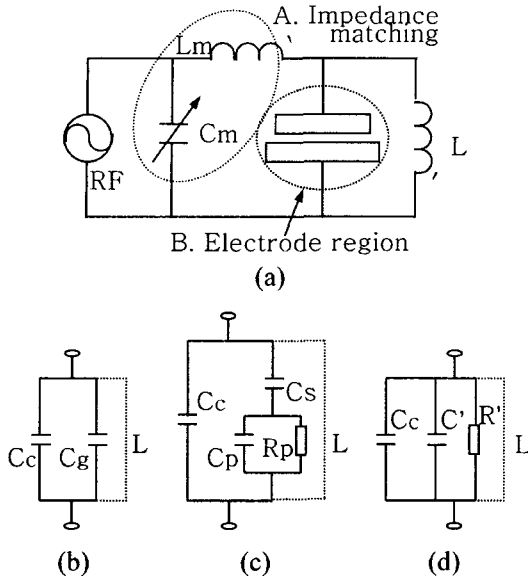 A. Impedance
matching
Lm
Cm
RF
L
B. Electrode region
(a)
Cc
Cg
L
(b)
Cc
Cs
Cp
Rp
L
(c)
Cc
C'
R'
L
(d)